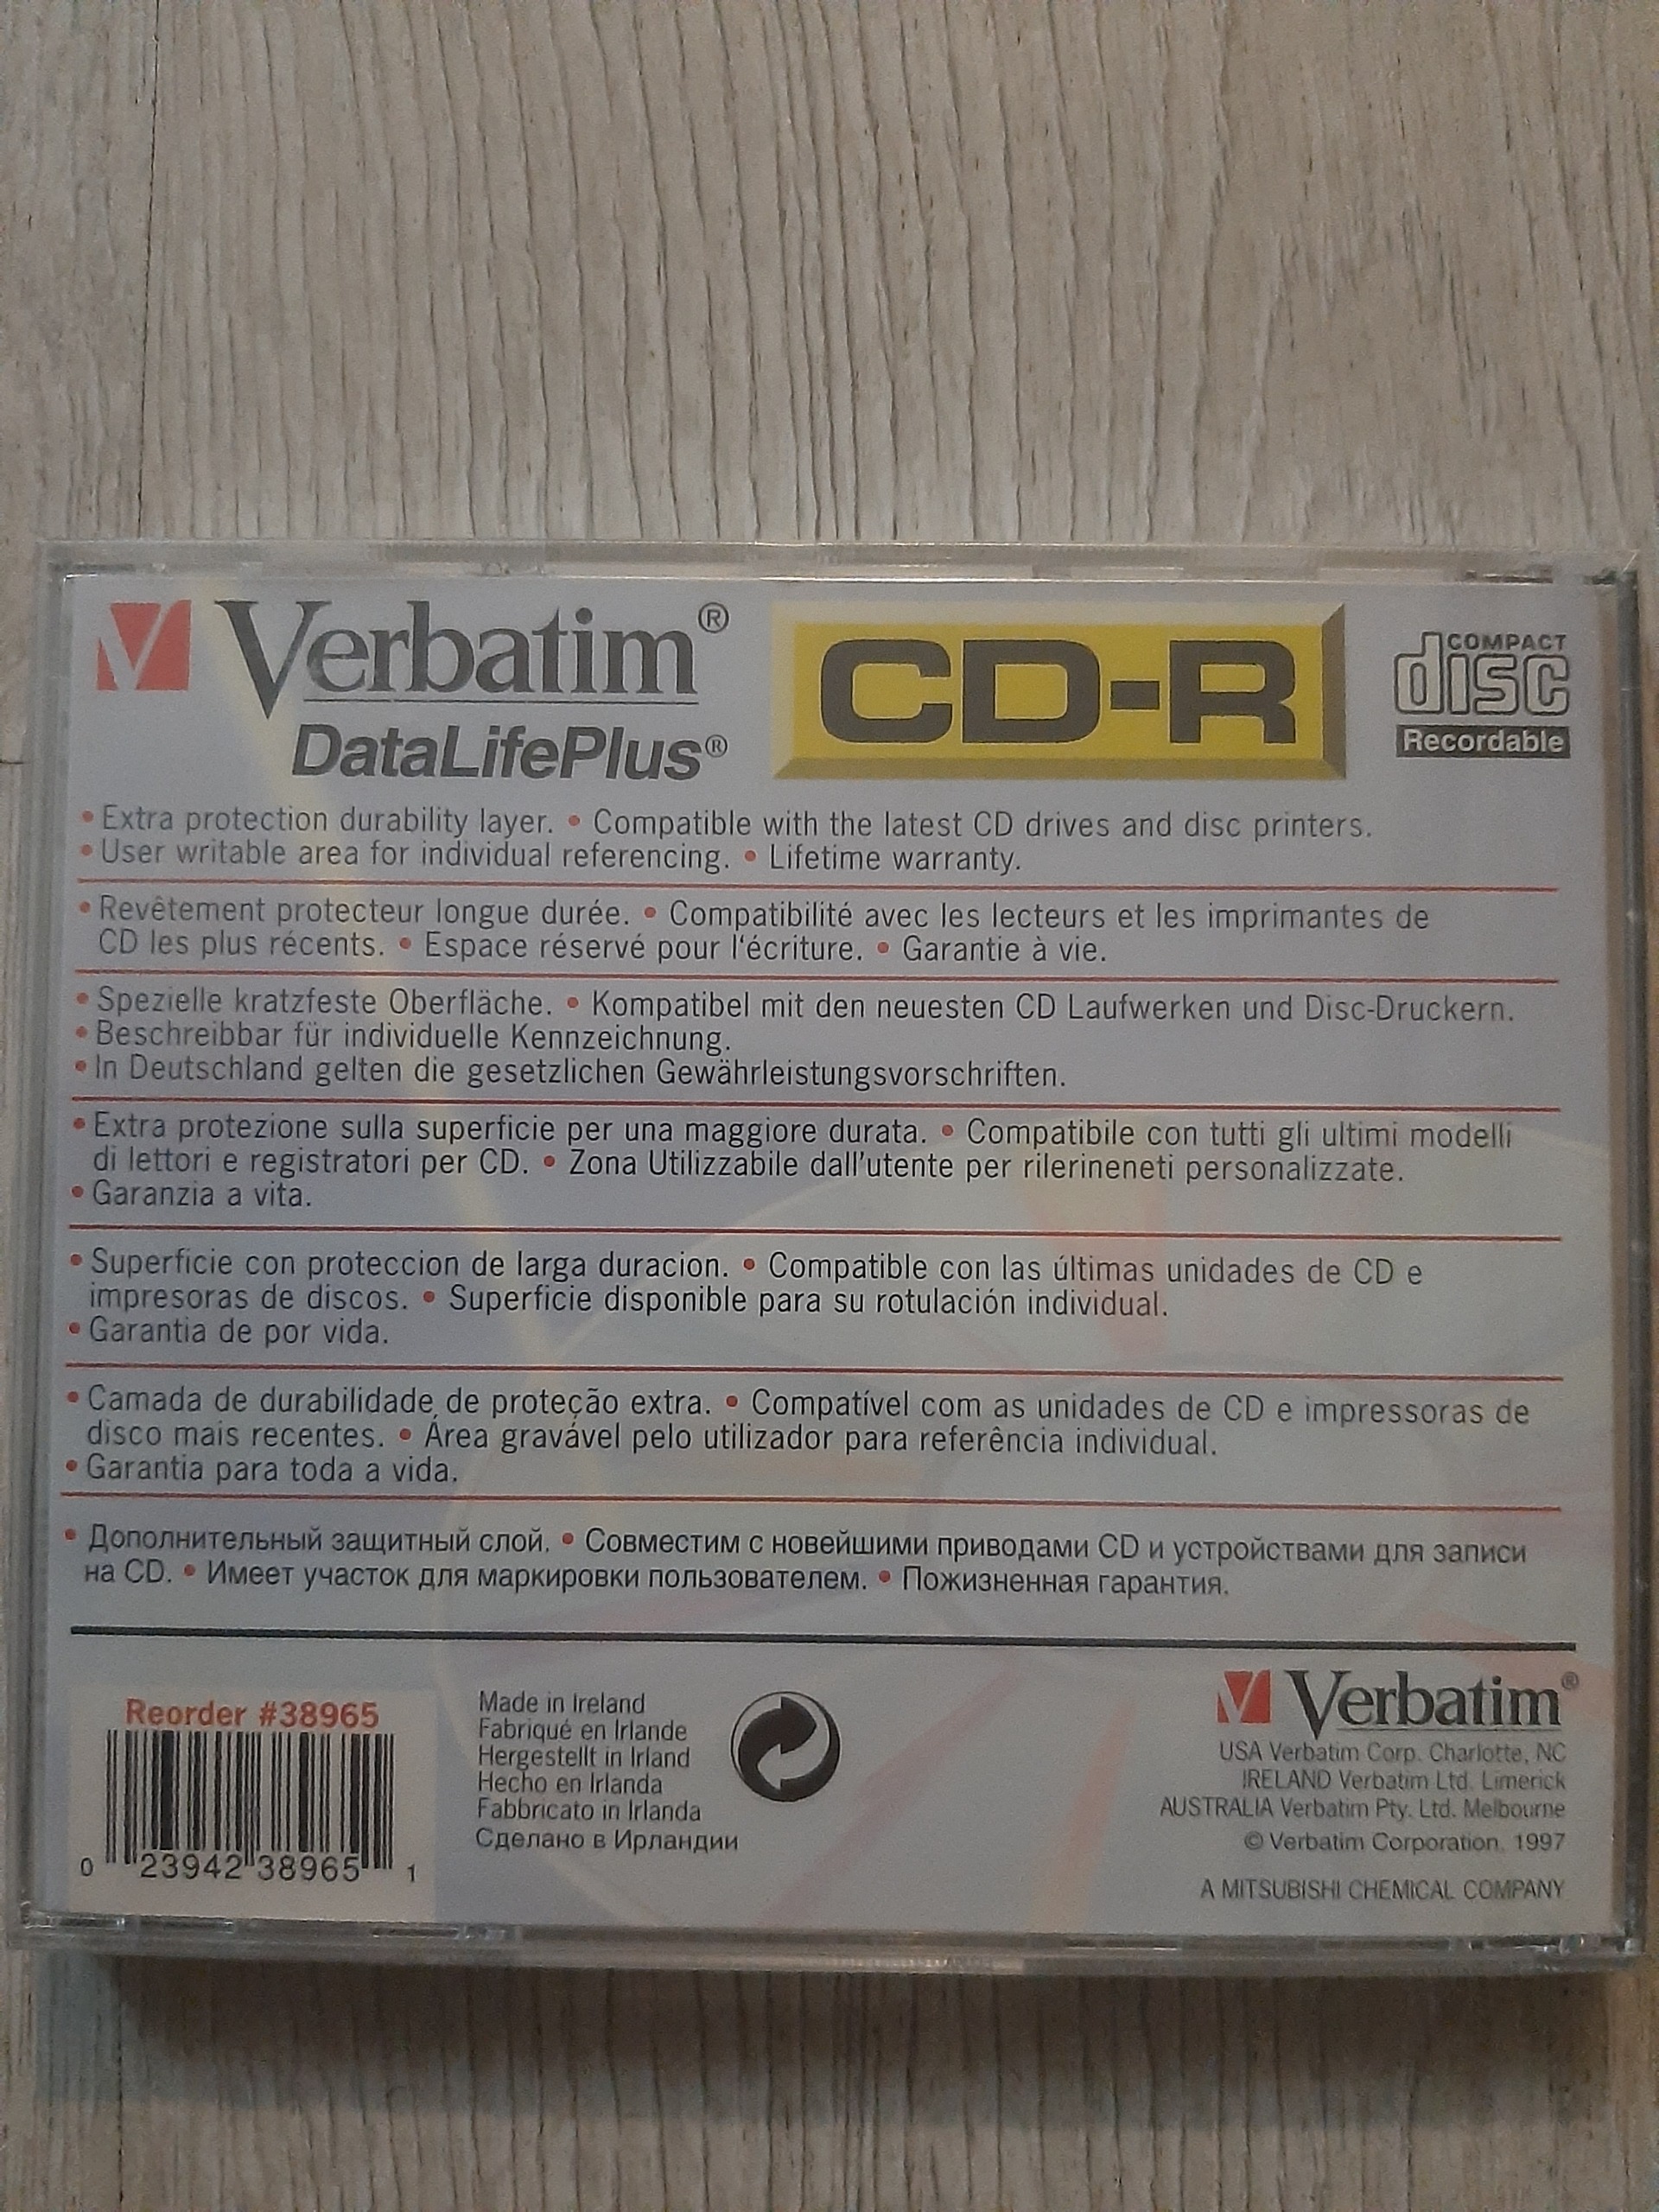 Verbatim®
DataLifePlus®
CD-R
COMPACT
disc
Recordable
• Extra protection durability layer. • Compatible with the latest CD drives and disc printers.
• User writable area for individual referencing. • Lifetime warranty.
• Revêtement protecteur longue durée. • Compatibilité avec les lecteurs et les imprimantes de
CD les plus récents. • Espace réservé pour l'écriture. • Garantie à vie.
• Spezielle kratzfeste Oberfläche. • Kompatibel mit den neuesten CD Laufwerken und Disc-Druckern.
• Beschreibbar für individuelle Kennzeichnung.
• In Deutschland gelten die gesetzlichen Gewährleistungsvorschriften.
• Extra protezione sulla superficie per una maggiore durata. • Compatibile con tutti gli ultimi modelli
di lettori e registratori per CD. • Zona Utilizzabile dall'utente per rilerineneti personalizzate.
• Garanzia a vita.
• Superficie con proteccion de larga duracion. • Compatible con las últimas unidades de CD e
impresoras de discos. • Superficie disponible para su rotulación individual.
• Garantia de por vida.
• Camada de durabilidade de proteção extra. • Compatível com as unidades de CD e impressoras de
disco mais recentes. • Área gravável pelo utilizador para referência individual.
• Garantia para toda a vida.
• Дополнительный защитный слой. • Совместим с новейшими приводами CD и устройствами для записи
на CD. • Имеет участок для маркировки пользователем. • Пожизненная гарантия.
Reorder #38965
0 23942 38965 1
Made in Ireland
Fabriqué en Irlande
Hergestellt in Irland
Hecho en Irlanda
Fabbricato in Irlanda
Сделано в Ирландии
Verbatim®
USA Verbatim Corp. Charlotte, NC
IRELAND Verbatim Ltd. Limerick
AUSTRALIA Verbatim Pty. Ltd. Melbourne
© Verbatim Corporation, 1997
A MITSUBISHI CHEMICAL COMPANY